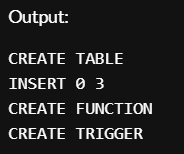 Output:
CREATE TABLE
INSERT 0 3
CREATE FUNCTION
CREATE TRIGGER